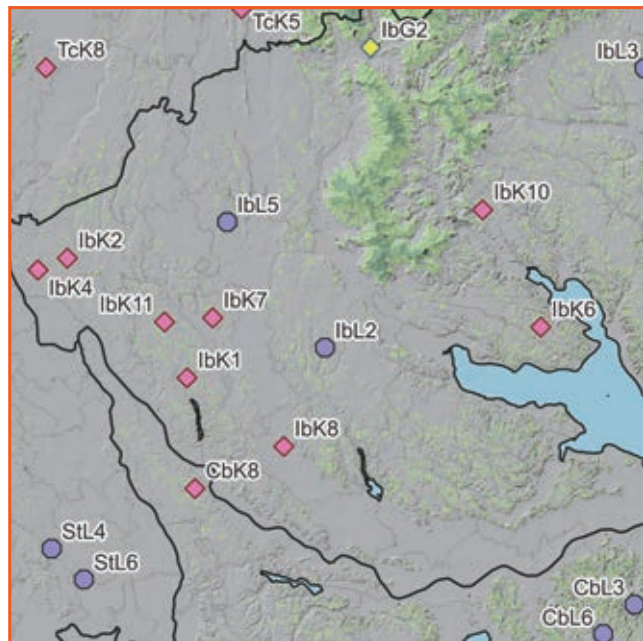 TcK5
IbG2
TcK8
IbL3
IbL5
IbK10
IbK2
IbK4
IbK11
IbK7
IbK6
IbL2
IbK1
IbK8
CbK8
StL4
StL6
CbL3
CbL6